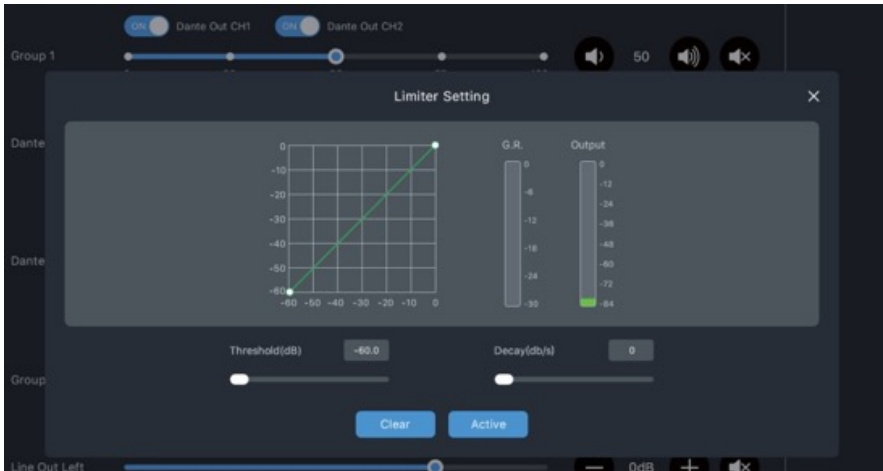 ON Dante Out CH1 ON Dante Out CH2
Group 1
50
Limiter Setting
Dante
G.R. Output
0 0 0
-10
-20
-30
-40
-50
-60
-60 -50 -40 -30 -20 -10 0
-6
-12
-18
-24
-30
-12
-24
-36
-48
-60
-72
-84
Dante
Threshold(dB) -60.0 Decay(db/s) 0
Group
Clear Active
Line Out Left 0dB